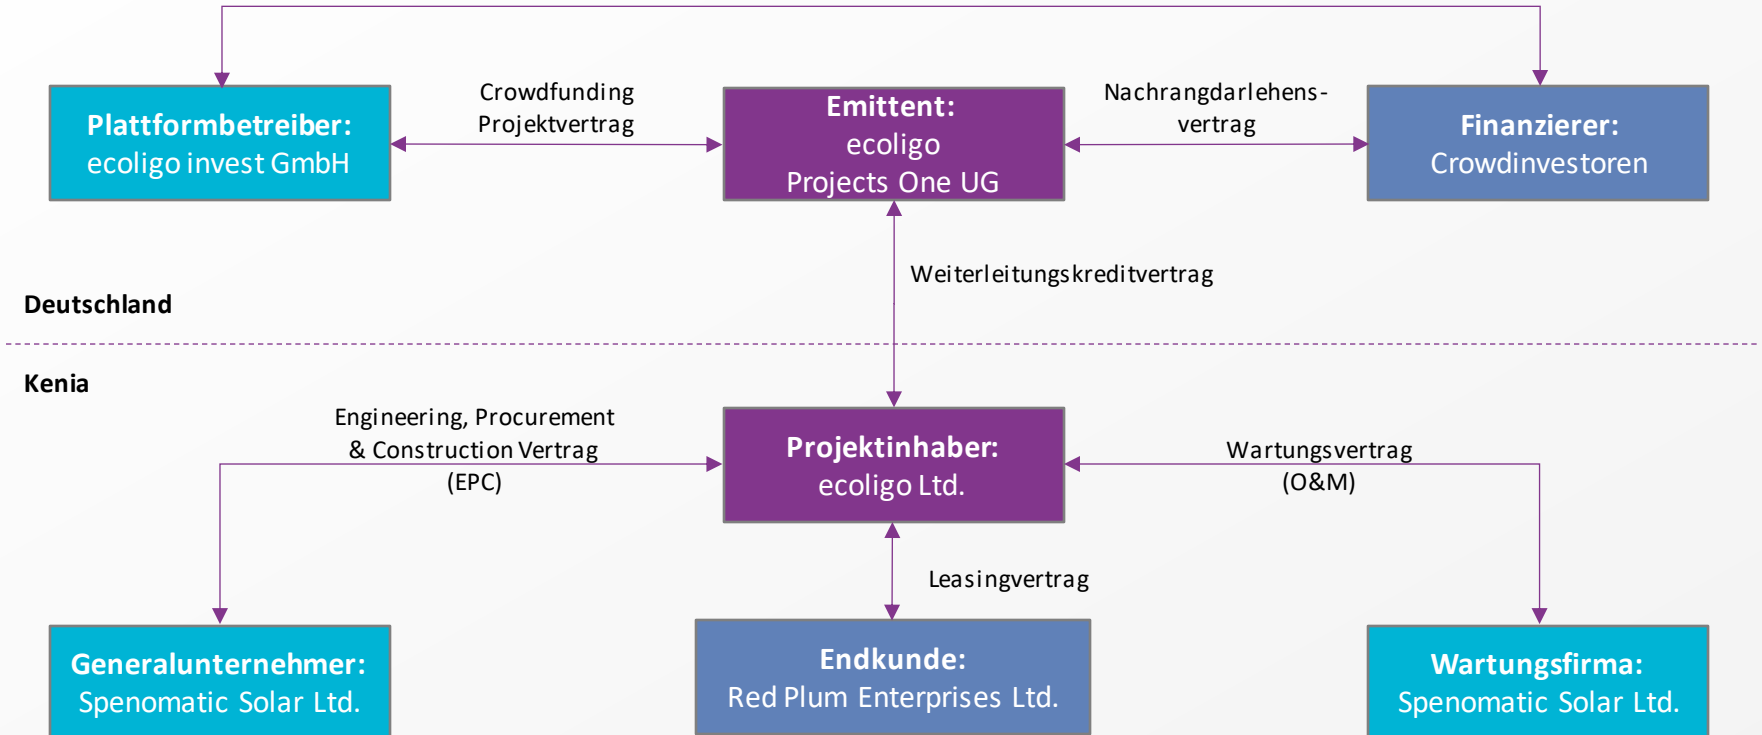 Plattformbetreiber:
ecoligo invest GmbH
Crowdfunding
Projektvertrag
Emittent:
ecoligo
Projects One UG
Nachrangdarlehens-
vertrag
Finanzierer:
Crowdinvestoren
Weiterleitungskreditvertrag
Deutschland
Kenia
Engineering, Procurement
& Construction Vertrag
(EPC)
Projektinhaber:
ecoligo Ltd.
Wartungsvertrag
(O&M)
Leasingvertrag
Generalunternehmer:
Spenomatic Solar Ltd.
Endkunde:
Red Plum Enterprises Ltd.
Wartungsfirma:
Spenomatic Solar Ltd.